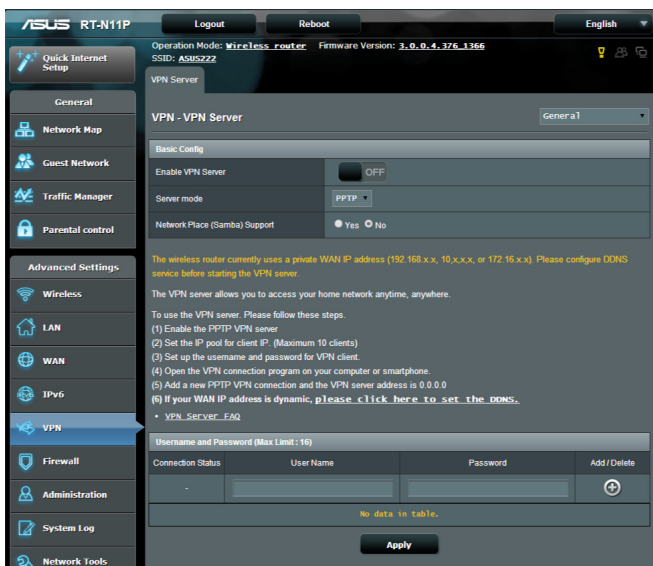 ASUS RT-N11P
Logout
Reboot
English
Quick Internet Setup
Operation Mode: Wireless router Firmware Version: 3.0.0.4.376_1366
SSID: ASUS222
VPN Server
General
Network Map
Guest Network
Traffic Manager
Parental control
Advanced Settings
Wireless
LAN
WAN
IPv6
VPN
Firewall
Administration
System Log
Network Tools
VPN - VPN Server
General
Basic Config
Enable VPN Server OFF
Server mode PPTP
Network Place (Samba) Support Yes No
The wireless router currently uses a private WAN IP address (192.168.x.x, 10,x,x,x, or 172.16.x.x). Please configure DDNS
service before starting the VPN server.
The VPN server allows you to access your home network anytime, anywhere.
To use the VPN server. Please follow these steps.
(1) Enable the PPTP VPN server
(2) Set the IP pool for client IP. (Maximum 10 clients)
(3) Set up the username and password for VPN client.
(4) Open the VPN connection program on your computer or smartphone.
(5) Add a new PPTP VPN connection and the VPN server address is 0.0.0.0
(6) If your WAN IP address is dynamic, please click here to set the DDNS.
• VPN Server FAQ
Username and Password (Max Limit : 16)
Connection Status User Name Password Add / Delete
-
No data in table.
Apply